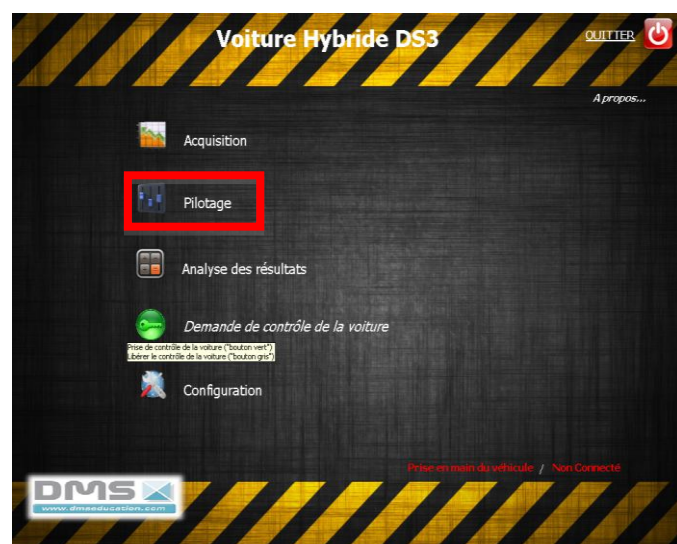 Voiture Hybride DS3
QUITTER
A propos...
Acquisition
Pilotage
Analyse des résultats
Demande de contrôle de la voiture
Prise de contrôle de la voiture ("bouton vert")
Libérer le contrôle de la voiture ("bouton gris")
Configuration
Prise en main du véhicule / Non Connecté
DMS
www.dmseducation.com